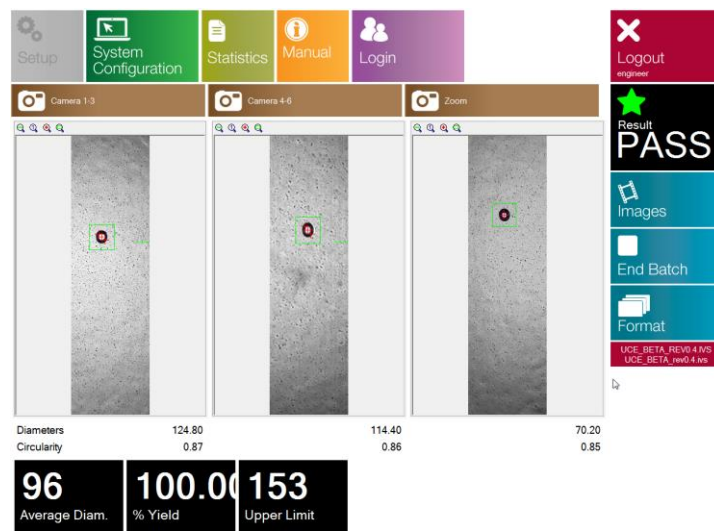 Setup
System
Configuration
Statistics
Manual
Login
Logout
engineer
Camera 1-3
Camera 4-6
Zoom
Result
PASS
Images
End Batch
Format
UCE_BETA_REV0.4.IVS
UCE_BETA_rev0.4.ivs
Diameters 124.80 114.40 70.20
Circularity 0.87 0.86 0.85
96
Average Diam.
100.00
% Yield
153
Upper Limit